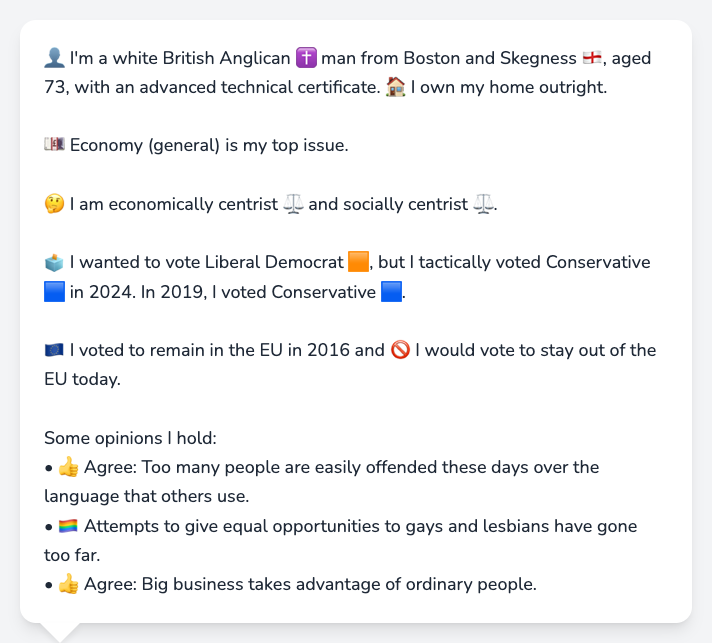 👤 I'm a white British Anglican ✝️ man from Boston and Skegness 🏴󠁧󠁢󠁥󠁮󠁧󠁿, aged
73, with an advanced technical certificate. 🏠 I own my home outright.
💷 Economy (general) is my top issue.
🤔 I am economically centrist ⚖️ and socially centrist ⚖️.
🗳️ I wanted to vote Liberal Democrat 🟧, but I tactically voted Conservative
🟦 in 2024. In 2019, I voted Conservative 🟦.
🇪🇺 I voted to remain in the EU in 2016 and 🚫 I would vote to stay out of the
EU today.
Some opinions I hold:
• 👍 Agree: Too many people are easily offended these days over the
language that others use.
• 🏳️‍🌈 Attempts to give equal opportunities to gays and lesbians have gone
too far.
• 👍 Agree: Big business takes advantage of ordinary people.